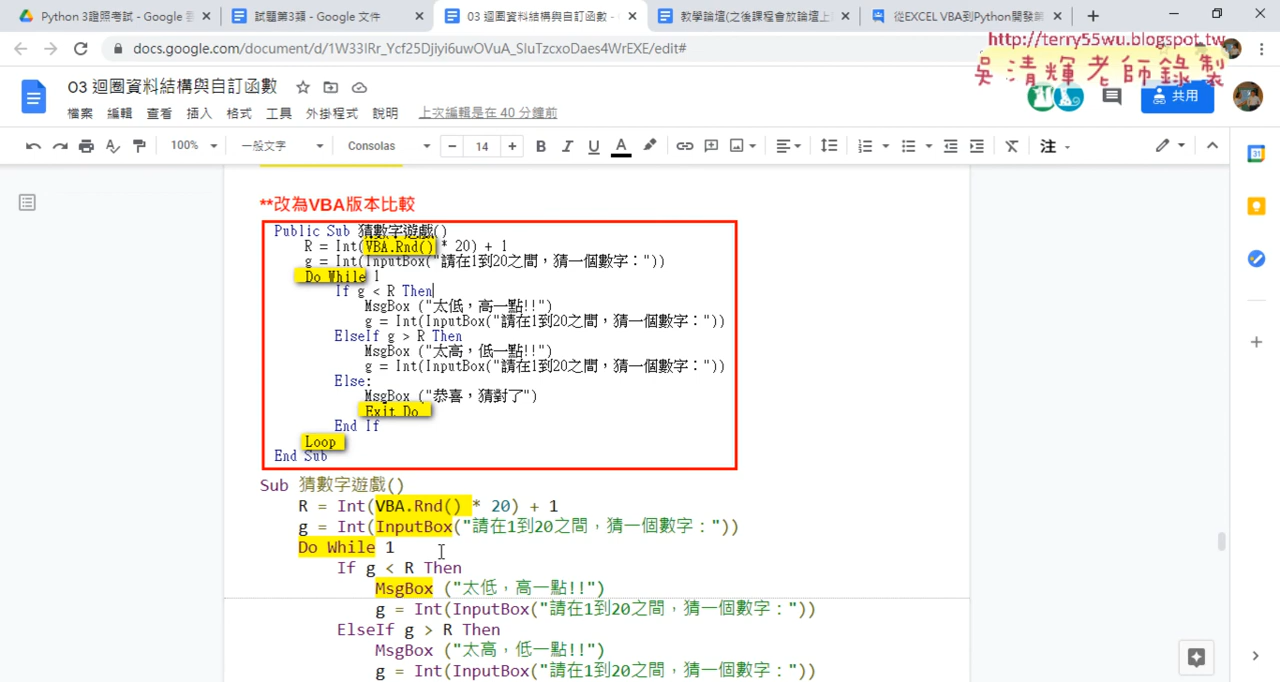 Python 3證照考試 - Google
試題第3類 - Google 文件
03 迴圈資料結構與自訂函數 -
教學論壇(之後課程會放論壇上
從EXCEL VBA到Python開發第
docs.google.com/document/d/1W33lRr_Ycf25Djiyi6uwOVuA_SIuTzcxoDaes4WrEXE/edit#
http://terry55wu.blogspot.tw
吳清輝老師錄製
03 迴圈資料結構與自訂函數
共用
檔案 編輯 查看 插入 格式 工具 外掛程式 說明 上次編輯是在 40 分鐘前
100% 一般文字 Consolas 14 B I U A 注
**改為VBA版本比較
Public Sub 猜數字遊戲()
R = Int(VBA.Rnd() * 20) + 1
g = Int(InputBox("請在1到20之間，猜一個數字："))
Do While 1
If g < R Then
MsgBox ("太低，高一點!!")
g = Int(InputBox("請在1到20之間，猜一個數字："))
ElseIf g > R Then
MsgBox ("太高，低一點!!")
g = Int(InputBox("請在1到20之間，猜一個數字："))
Else:
MsgBox ("恭喜，猜對了")
Exit Do
End If
Loop
End Sub
Sub 猜數字遊戲()
R = Int(VBA.Rnd() * 20) + 1
g = Int(InputBox("請在1到20之間，猜一個數字："))
Do While 1
If g < R Then
MsgBox ("太低，高一點!!")
g = Int(InputBox("請在1到20之間，猜一個數字："))
ElseIf g > R Then
MsgBox ("太高，低一點!!")
g = Int(InputBox("請在1到20之間，猜一個數字："))